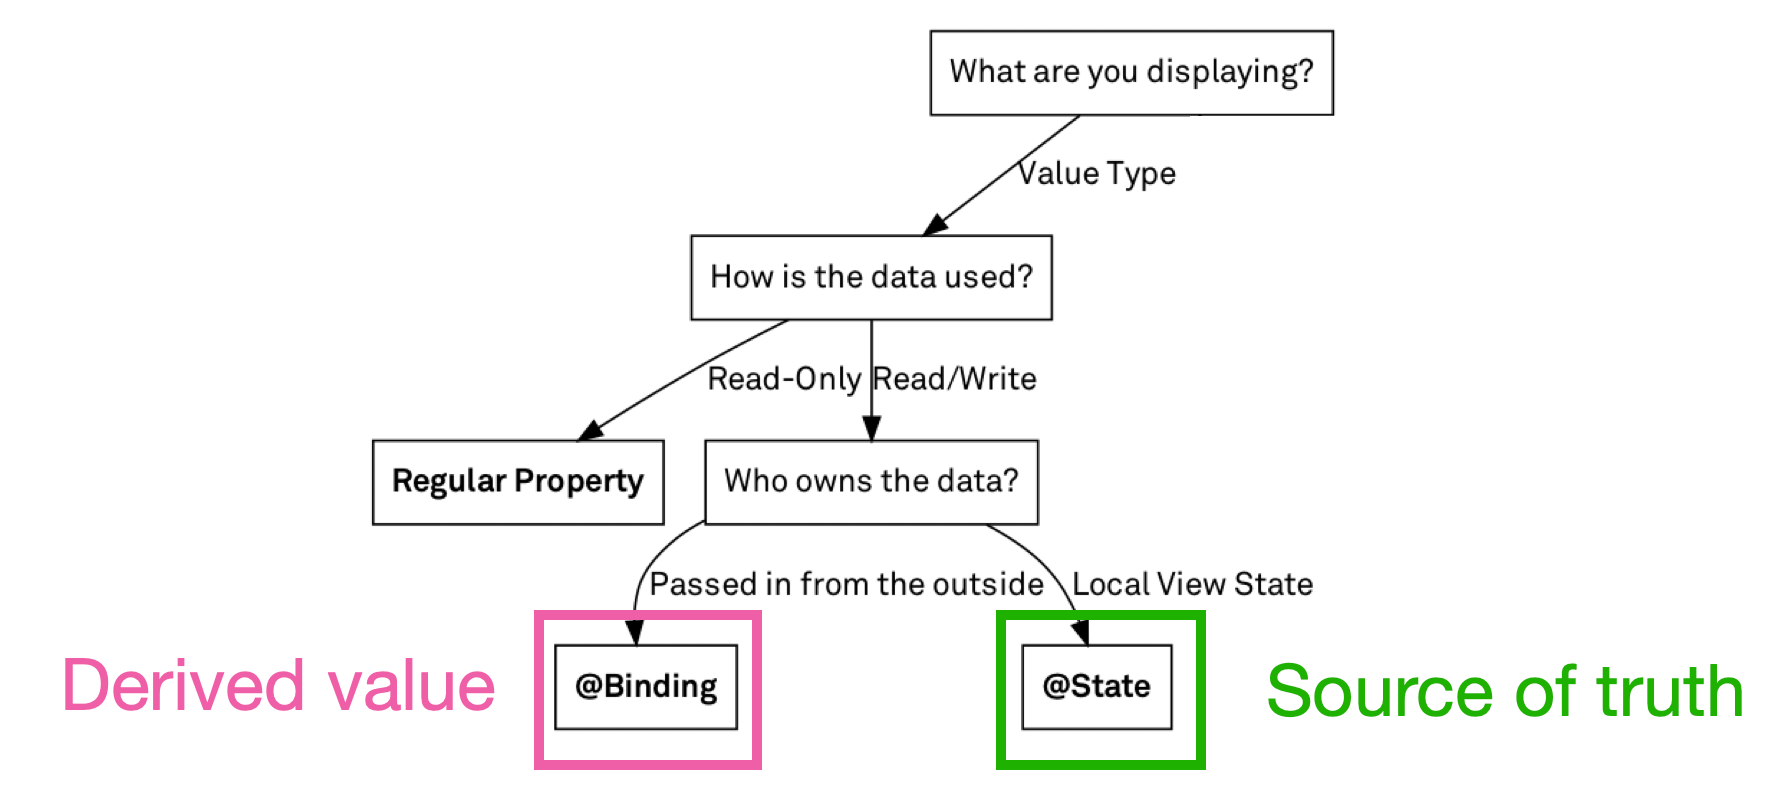 What are you displaying?
Value Type
How is the data used?
Read-Only
Read/Write
Regular Property
Who owns the data?
Passed in from the outside
Local View State
Derived value
@Binding
@State
Source of truth